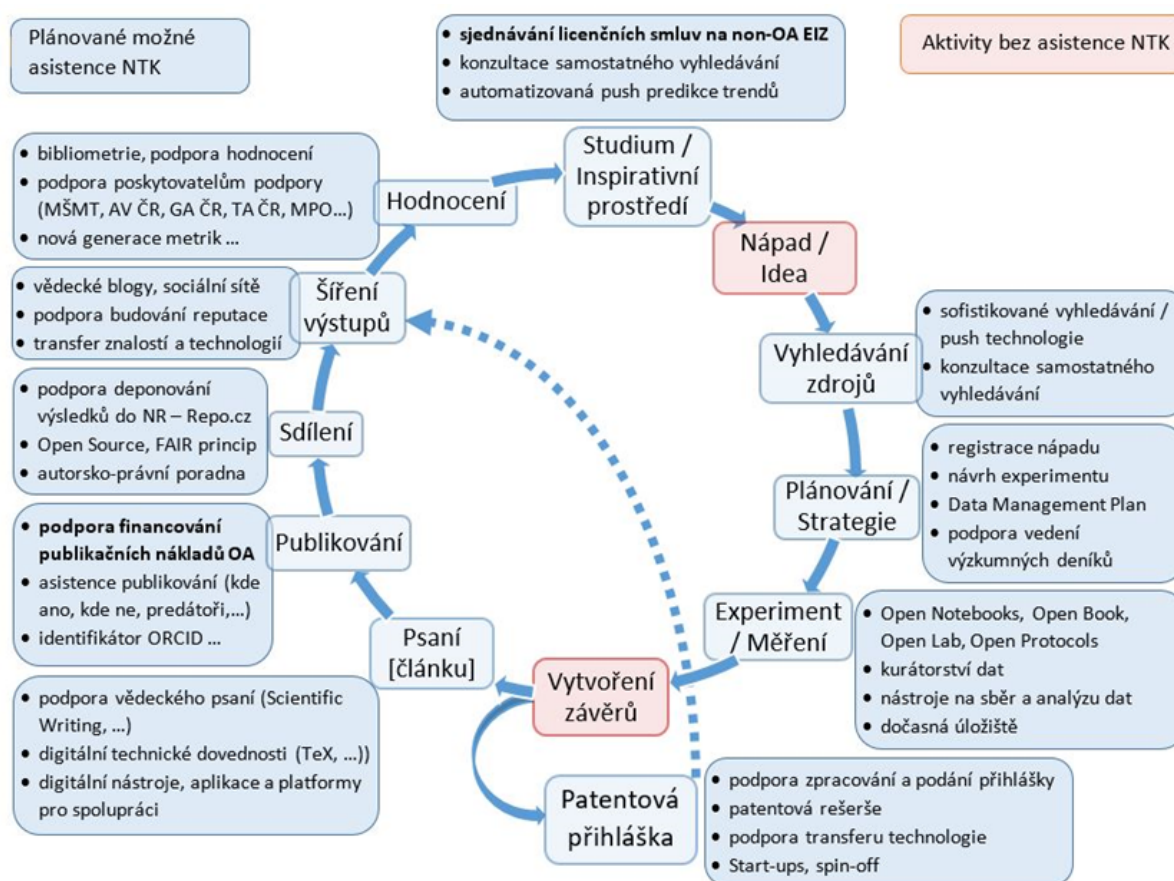 Plánované možné
asistence NTK
• sjednávání licenčních smluv na non-OA EIZ
• konzultace samostatného vyhledávání
• automatizovaná push predikce trendů
Aktivity bez asistence NTK
Studium /
Inspirativní
prostředí
Nápad /
Idea
Vyhledávání
zdrojů
• sofistikované vyhledávání /
push technologie
• konzultace samostatného
vyhledávání
Plánování /
Strategie
• registrace nápadu
• návrh experimentu
• Data Management Plan
• podpora vedení
výzkumných deníků
Experiment
/ Měření
• Open Notebooks, Open Book,
Open Lab, Open Protocols
• kurátorství dat
• nástroje na sběr a analýzu dat
• dočasná úložiště
Vytvoření
závěrů
Patentová
přihláška
• podpora zpracování a podání přihlášky
• patentová rešerše
• podpora transferu technologie
• Start-ups, spin-off
Psaní
[článku]
• podpora vědeckého psaní (Scientific
Writing, …)
• digitální technické dovednosti (TeX, …))
• digitální nástroje, aplikace a platformy
pro spolupráci
Publikování
• podpora financování
publikačních nákladů OA
• asistence publikování (kde
ano, kde ne, predátoři,…)
• identifikátor ORCID …
Sdílení
• podpora deponování
výsledků do NR – Repo.cz
• Open Source, FAIR princip
• autorsko-právní poradna
Šíření
výstupů
• vědecké blogy, sociální sítě
• podpora budování reputace
• transfer znalostí a technologií
Hodnocení
• bibliometrie, podpora hodnocení
• podpora poskytovatelům podpory
(MŠMT, AV ČR, GA ČR, TA ČR, MPO…)
• nová generace metrik …